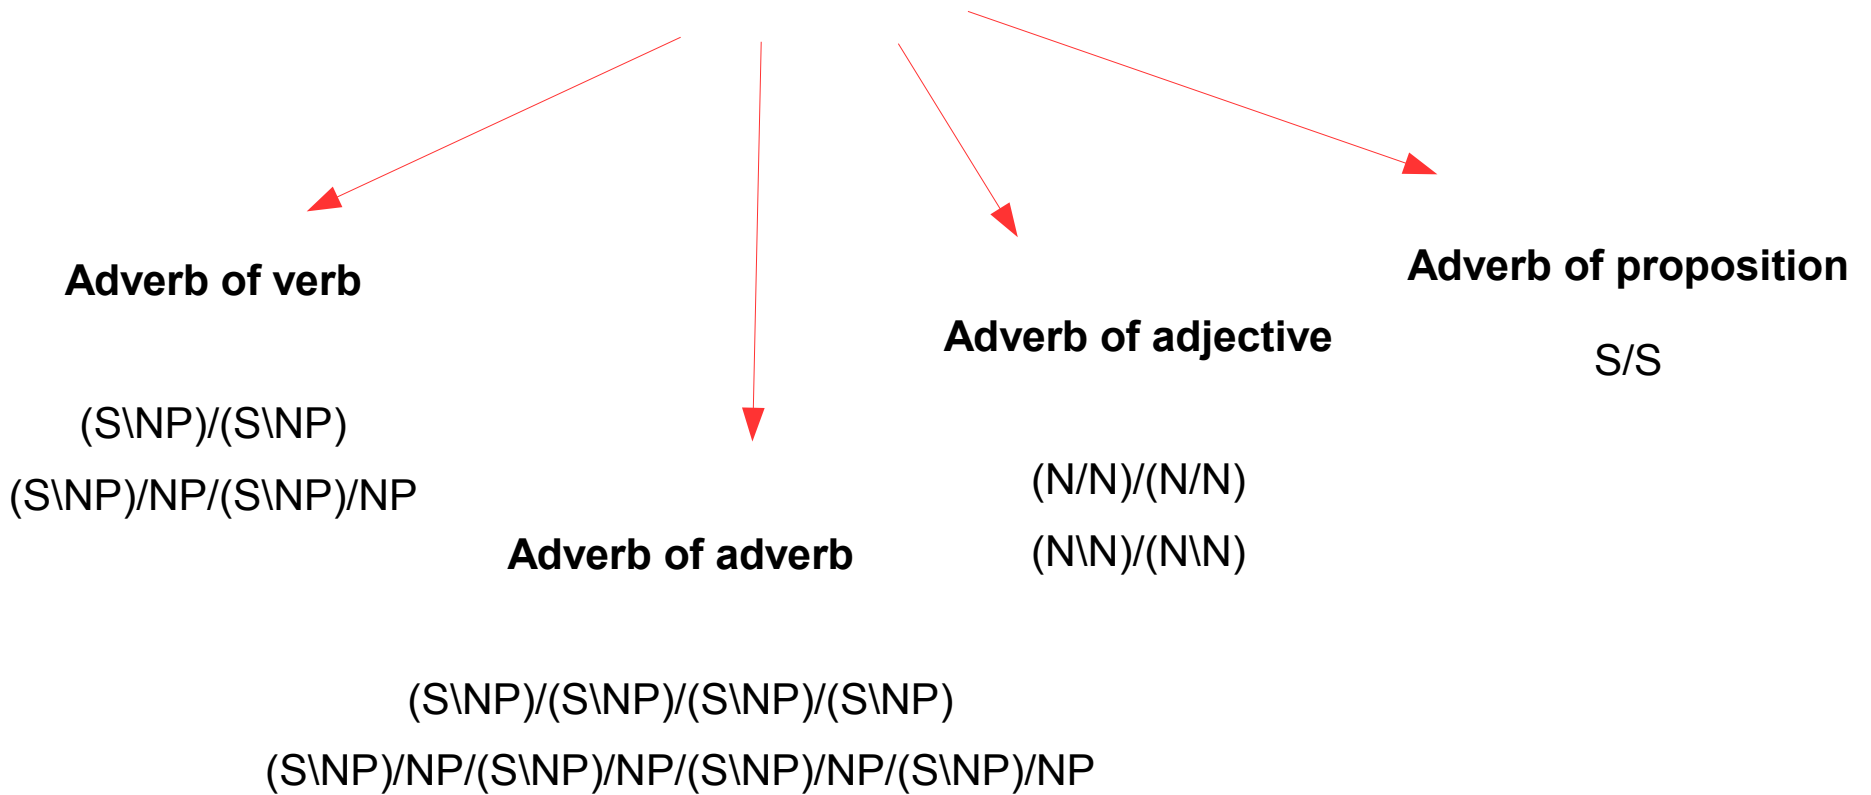 Adverb of verb
(S\NP)/(S\NP)
(S\NP)/NP/(S\NP)/NP
Adverb of adverb
(S\NP)/(S\NP)/(S\NP)/(S\NP)
(S\NP)/NP/(S\NP)/NP/(S\NP)/NP/(S\NP)/NP
Adverb of adjective
(N/N)/(N/N)
(N\N)/(N\N)
Adverb of proposition
S/S